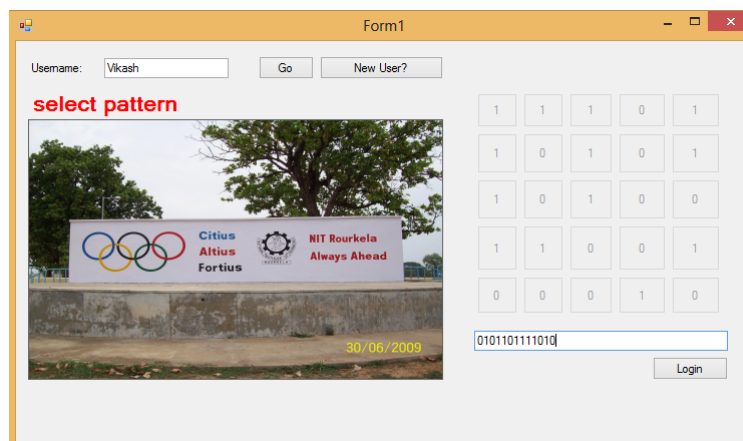 Form1
Username: Vikash Go New User?
select pattern
Citius
Altius
Fortius
NIT Rourkela
Always Ahead
30/06/2009
1 1 1 0 1
1 0 1 0 1
1 0 1 0 0
1 1 0 0 1
0 0 0 1 0
0101101111010
Login